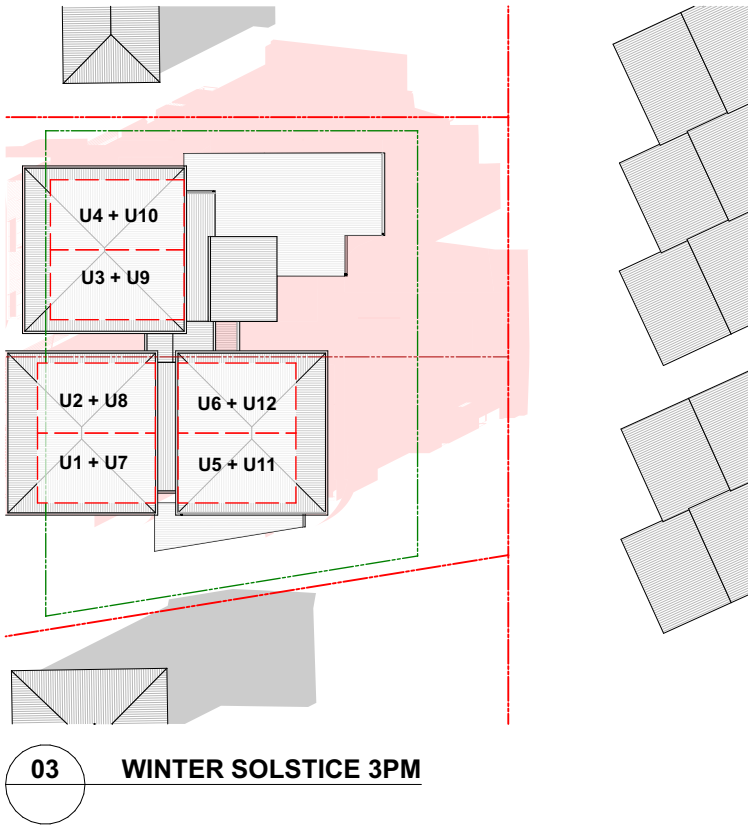 U4 + U10
U3 + U9
U2 + U8
U6 + U12
U1 + U7
U5 + U11
03
WINTER SOLSTICE 3PM